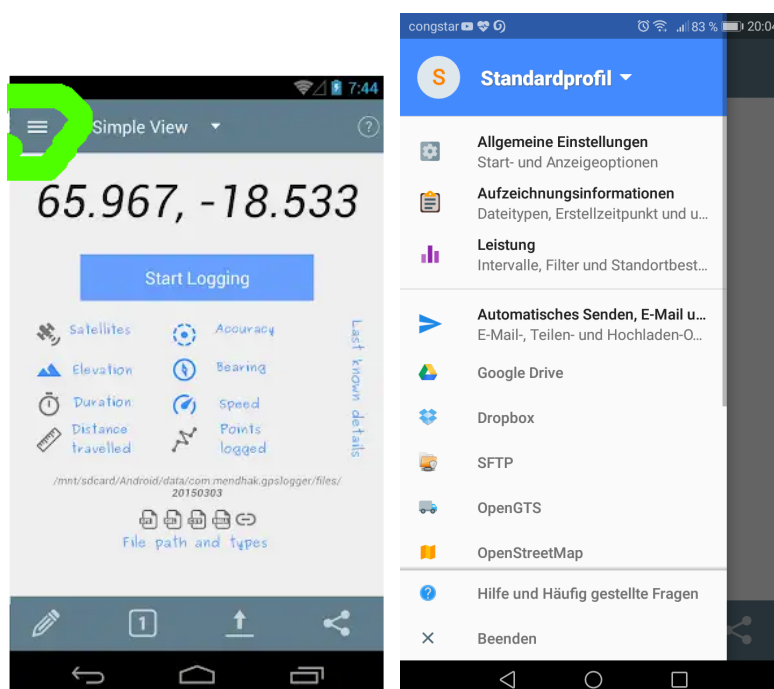 7:44
Simple View
?
65.967, -18.533
Start Logging
Satellites
Accuracy
Elevation
Bearing
Duration
Speed
Distance travelled
Points logged
Last known details
/mnt/sdcard/Android/data/com.mendhak.gpslogger/files/
20150303
File path and types
1
congstar
83 %
20:04
S
Standardprofil
Allgemeine Einstellungen
Start- und Anzeigeoptionen
Aufzeichnungsinformationen
Dateitypen, Erstellzeitpunkt und u...
Leistung
Intervalle, Filter und Standortbest...
Automatisches Senden, E-Mail u...
E-Mail-, Teilen- und Hochladen-O...
Google Drive
Dropbox
SFTP
OpenGTS
OpenStreetMap
? Hilfe und Häufig gestellte Fragen
Beenden